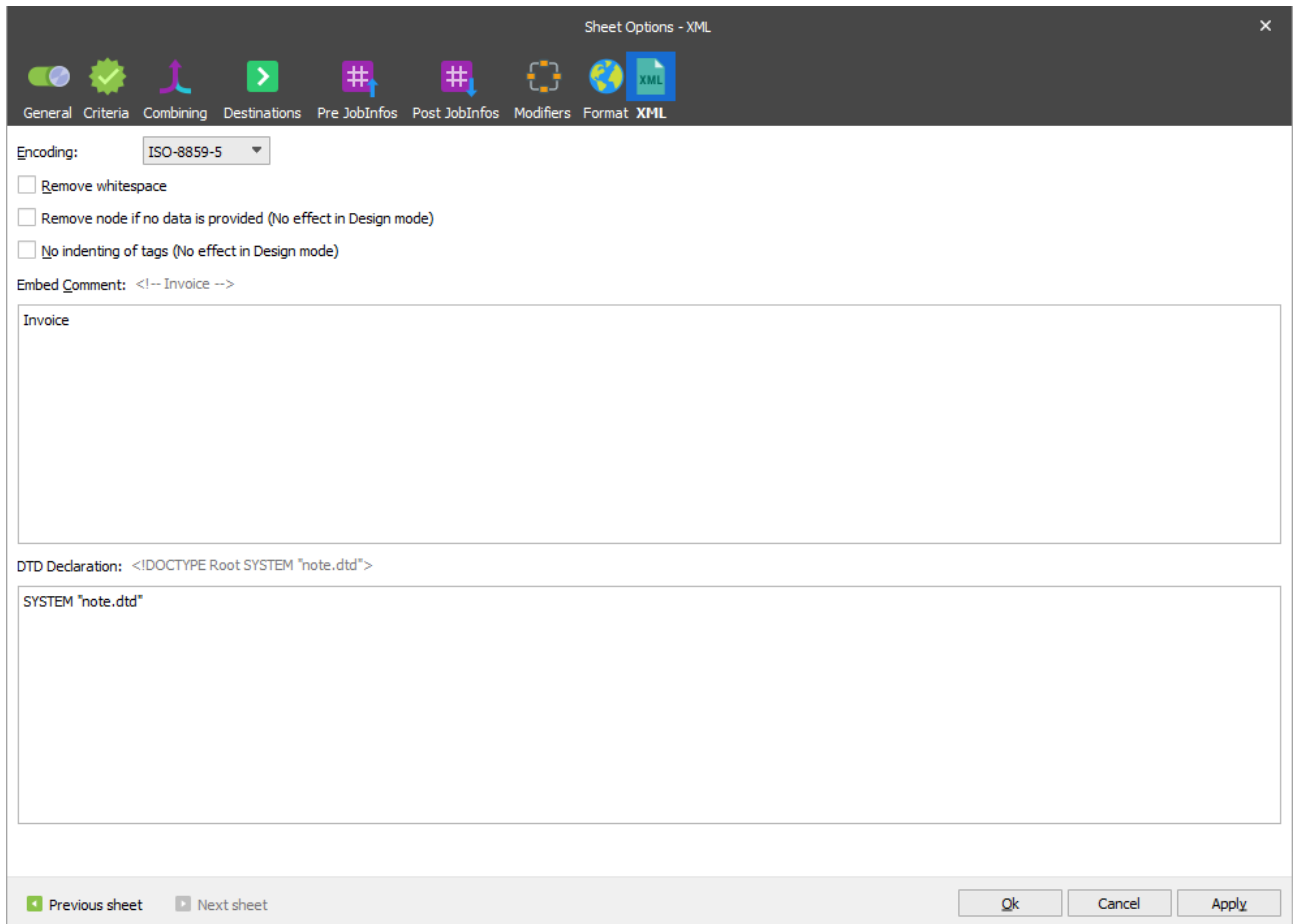 Sheet Options - XML
XML
General Criteria Combining Destinations Pre JobInfos Post JobInfos Modifiers Format XML
Encoding: ISO-8859-5
Remove whitespace
Remove node if no data is provided (No effect in Design mode)
No indenting of tags (No effect in Design mode)
Embed Comment: <!-- Invoice -->
Invoice
DTD Declaration: <!DOCTYPE Root SYSTEM "note.dtd">
SYSTEM "note.dtd"
Previous sheet Next sheet Ok Cancel Apply